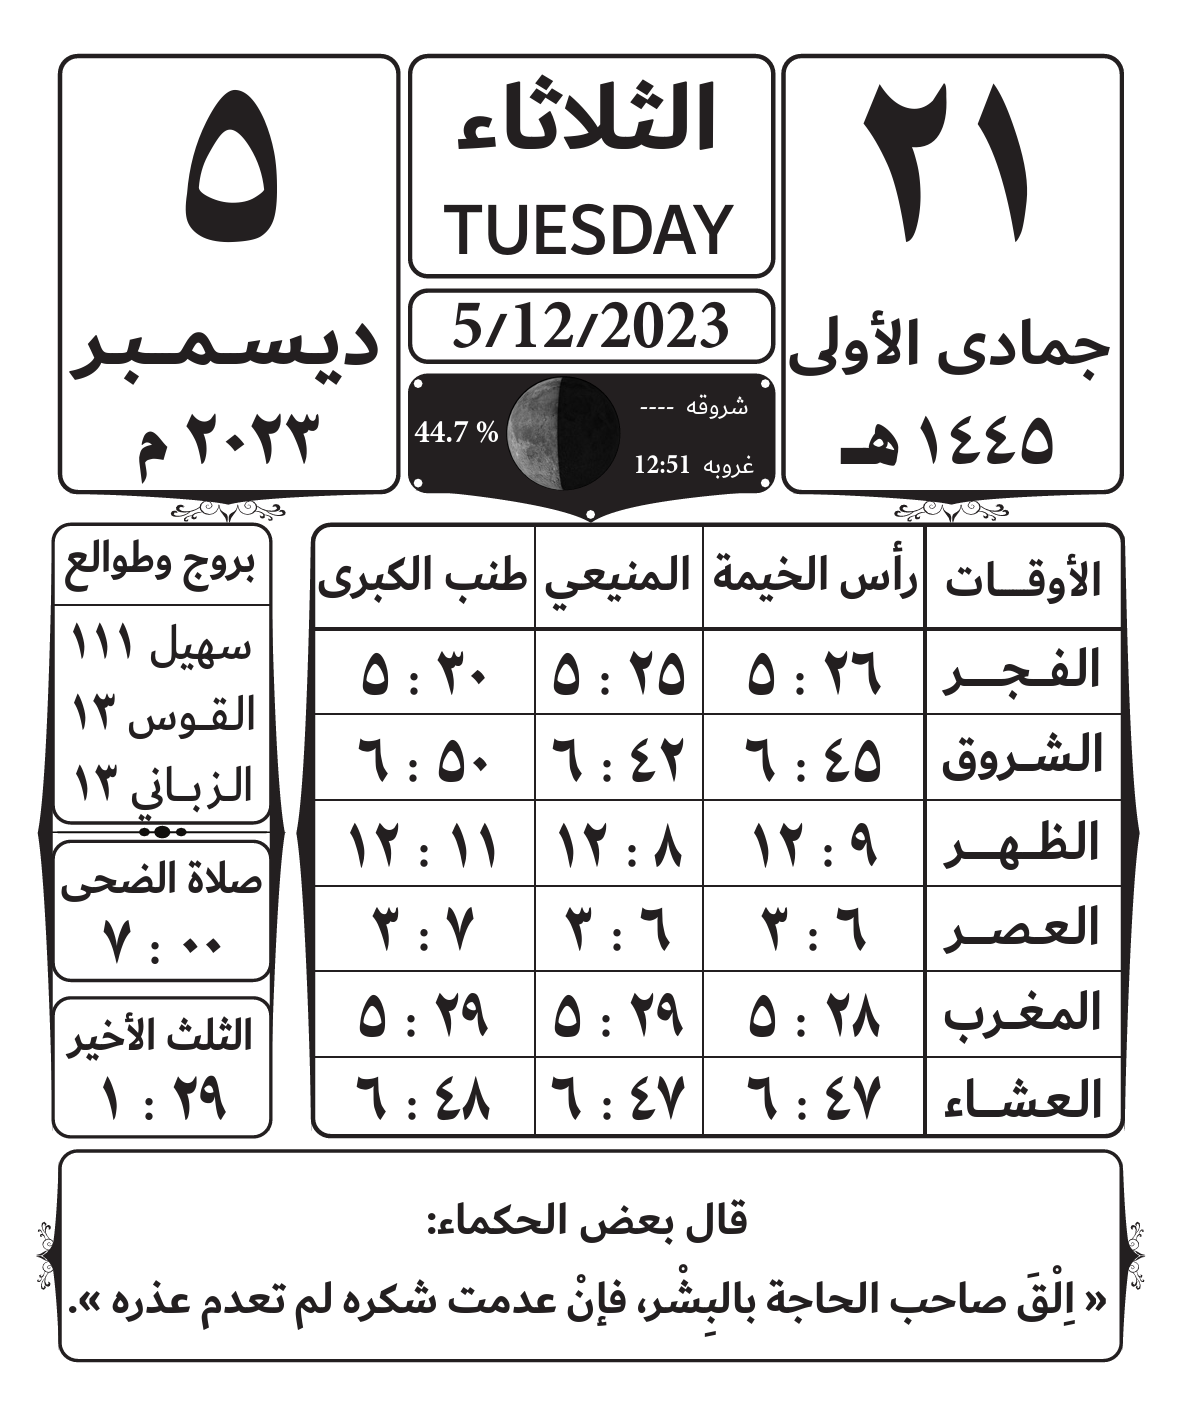 ٢١
جمادى الأولى
١٤٤٥ هـ
الثلاثاء
TUESDAY
5/12/2023
شروقه ----
44.7 %
غروبه 12:51
٥
ديسمبر
٢٠٢٣ م
الأوقات رأس الخيمة المنيعي طنب الكبرى
الفجر ٥ : ٢٦ ٥ : ٢٥ ٥ : ٣٠
الشروق ٦ : ٤٥ ٦ : ٤٢ ٦ : ٥٠
الظهر ١٢ : ٩ ١٢ : ٨ ١٢ : ١١
العصر ٣ : ٦ ٣ : ٦ ٣ : ٧
المغرب ٥ : ٢٨ ٥ : ٢٩ ٥ : ٢٩
العشاء ٦ : ٤٧ ٦ : ٤٧ ٦ : ٤٨
بروج وطوالع
سهيل ١١١
القوس ١٣
الزباني ١٣
صلاة الضحى
٧ : ٠٠
الثلث الأخير
١ : ٢٩
قال بعض الحكماء:
« اِلْقَ صاحب الحاجة بالبِشْر، فإنْ عدمت شكره لم تعدم عذره ».